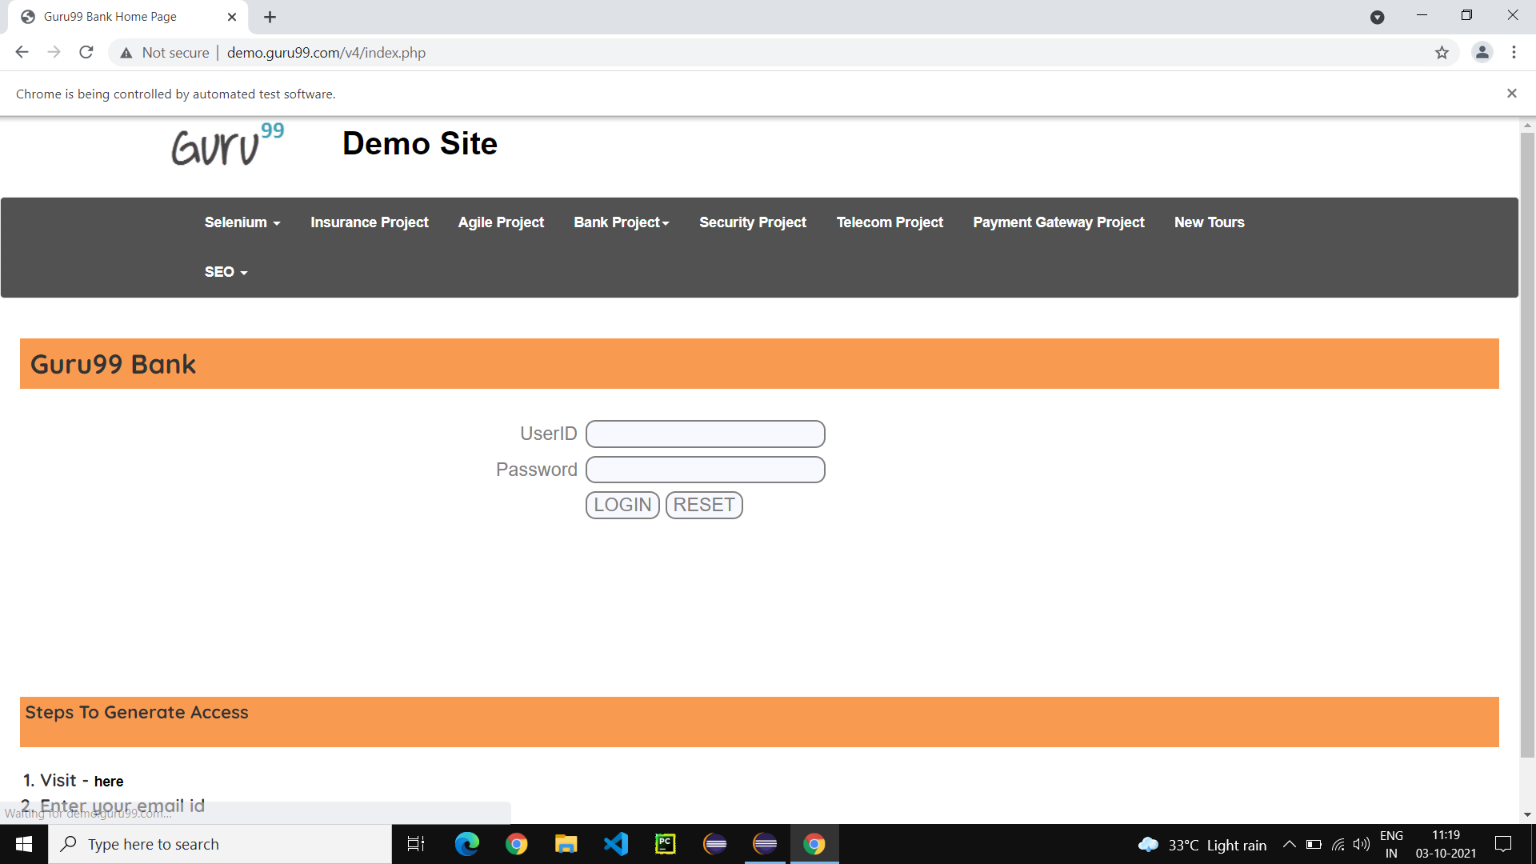 Guru99 Bank Home Page
Not secure | demo.guru99.com/v4/index.php
Chrome is being controlled by automated test software.
Guru99 Demo Site
Selenium Insurance Project Agile Project Bank Project Security Project Telecom Project Payment Gateway Project New Tours
SEO
Guru99 Bank
UserID
Password
LOGIN RESET
Steps To Generate Access
1. Visit - here
2. Enter your email id
Waiting for demo.guru99.com...
Type here to search
PC
33°C Light rain
ENG
IN
11:19
03-10-2021